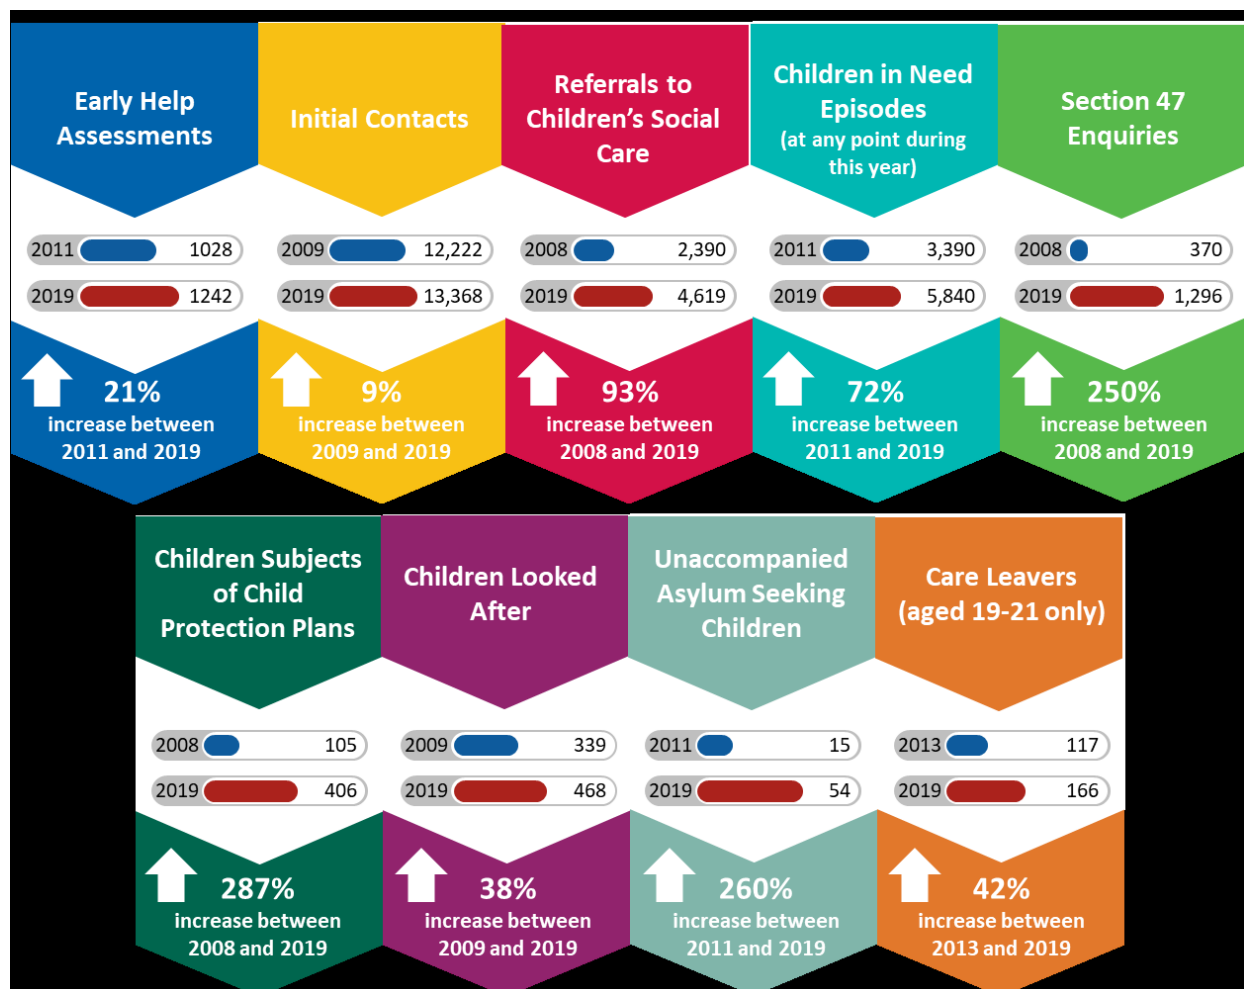 Early Help
Assessments
Initial Contacts
Referrals to
Children's Social
Care
Children in Need
Episodes
(at any point during
this year)
Section 47
Enquiries
2011 1028
2019 1242
2009 12,222
2019 13,368
2008 2,390
2019 4,619
2011 3,390
2019 5,840
2008 370
2019 1,296
21%
increase between
2011 and 2019
9%
increase between
2009 and 2019
93%
increase between
2008 and 2019
72%
increase between
2011 and 2019
250%
increase between
2008 and 2019
Children Subjects
of Child
Protection Plans
Children Looked
After
Unaccompanied
Asylum Seeking
Children
Care Leavers
(aged 19-21 only)
2008 105
2019 406
2009 339
2019 468
2011 15
2019 54
2013 117
2019 166
287%
increase between
2008 and 2019
38%
increase between
2009 and 2019
260%
increase between
2011 and 2019
42%
increase between
2013 and 2019